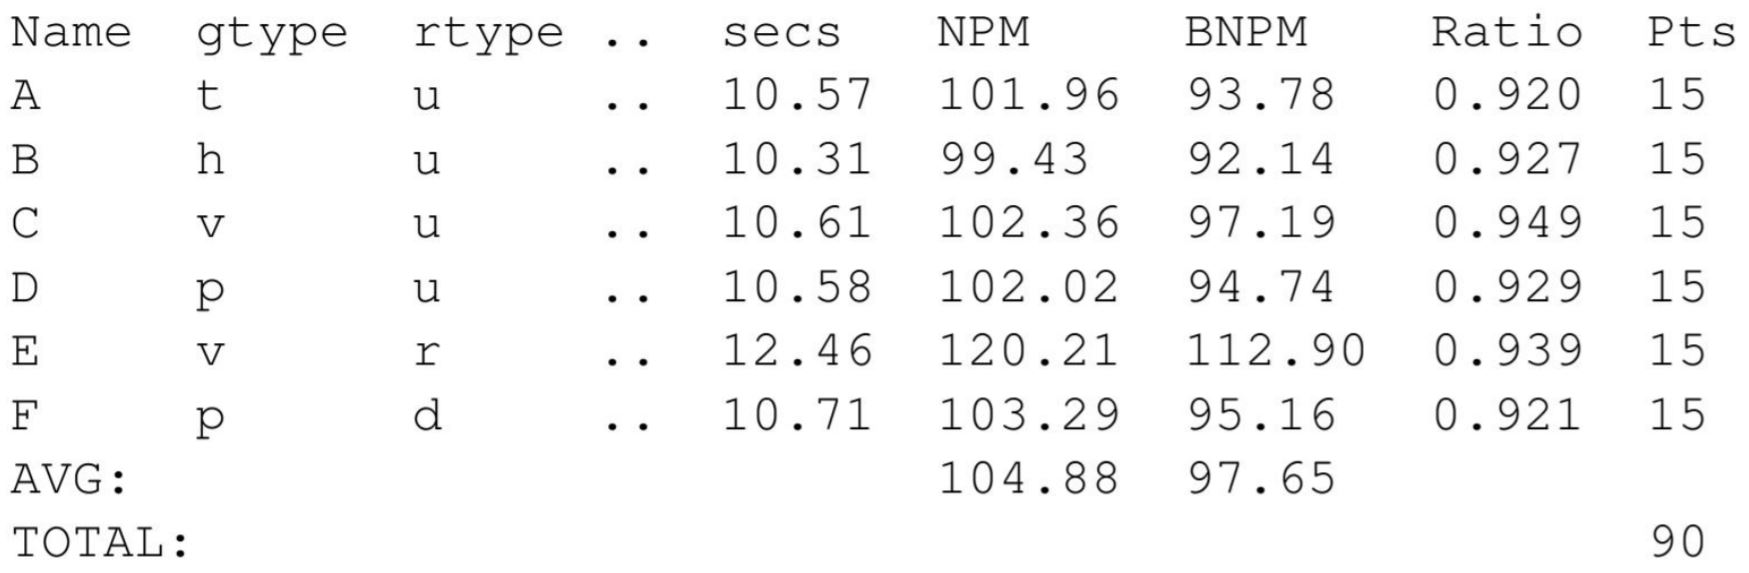 Name gtype rtype .. secs NPM BNPM Ratio Pts
A t u .. 10.57 101.96 93.78 0.920 15
B h u .. 10.31 99.43 92.14 0.927 15
C v u .. 10.61 102.36 97.19 0.949 15
D p u .. 10.58 102.02 94.74 0.929 15
E v r .. 12.46 120.21 112.90 0.939 15
F p d .. 10.71 103.29 95.16 0.921 15
AVG: 104.88 97.65
TOTAL: 90